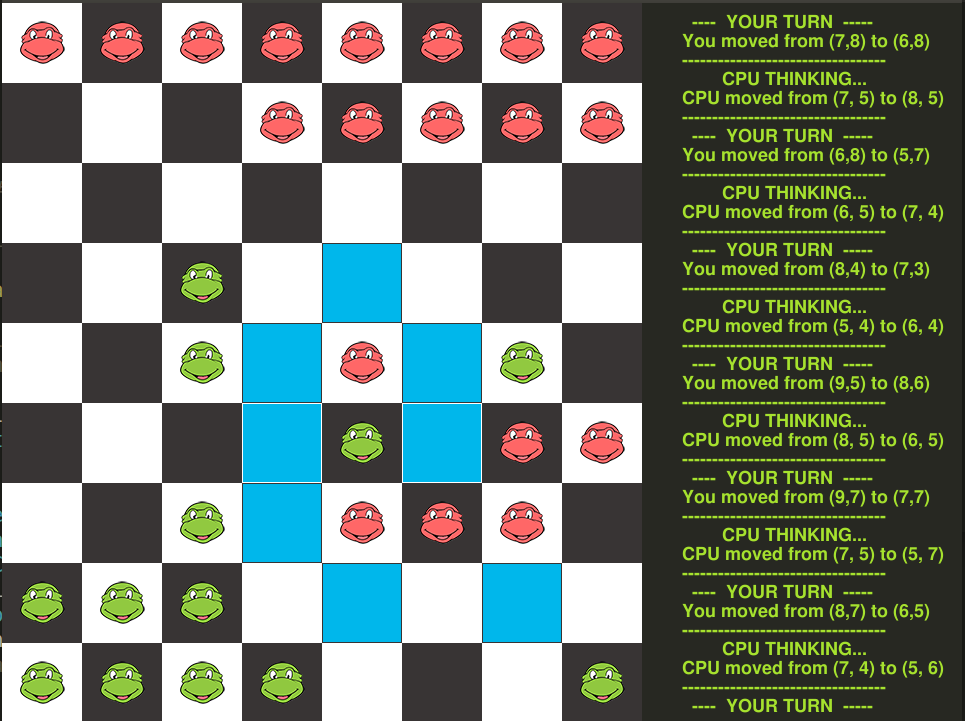 ---- YOUR TURN -----
You moved from (7,8) to (6,8)
----------------------------------
CPU THINKING...
CPU moved from (7, 5) to (8, 5)
----------------------------------
---- YOUR TURN -----
You moved from (6,8) to (5,7)
----------------------------------
CPU THINKING...
CPU moved from (6, 5) to (7, 4)
----------------------------------
---- YOUR TURN -----
You moved from (8,4) to (7,3)
----------------------------------
CPU THINKING...
CPU moved from (5, 4) to (6, 4)
----------------------------------
---- YOUR TURN -----
You moved from (9,5) to (8,6)
----------------------------------
CPU THINKING...
CPU moved from (8, 5) to (6, 5)
----------------------------------
---- YOUR TURN -----
You moved from (9,7) to (7,7)
----------------------------------
CPU THINKING...
CPU moved from (7, 5) to (5, 7)
----------------------------------
---- YOUR TURN -----
You moved from (8,7) to (6,5)
----------------------------------
CPU THINKING...
CPU moved from (7, 4) to (5, 6)
----------------------------------
---- YOUR TURN -----